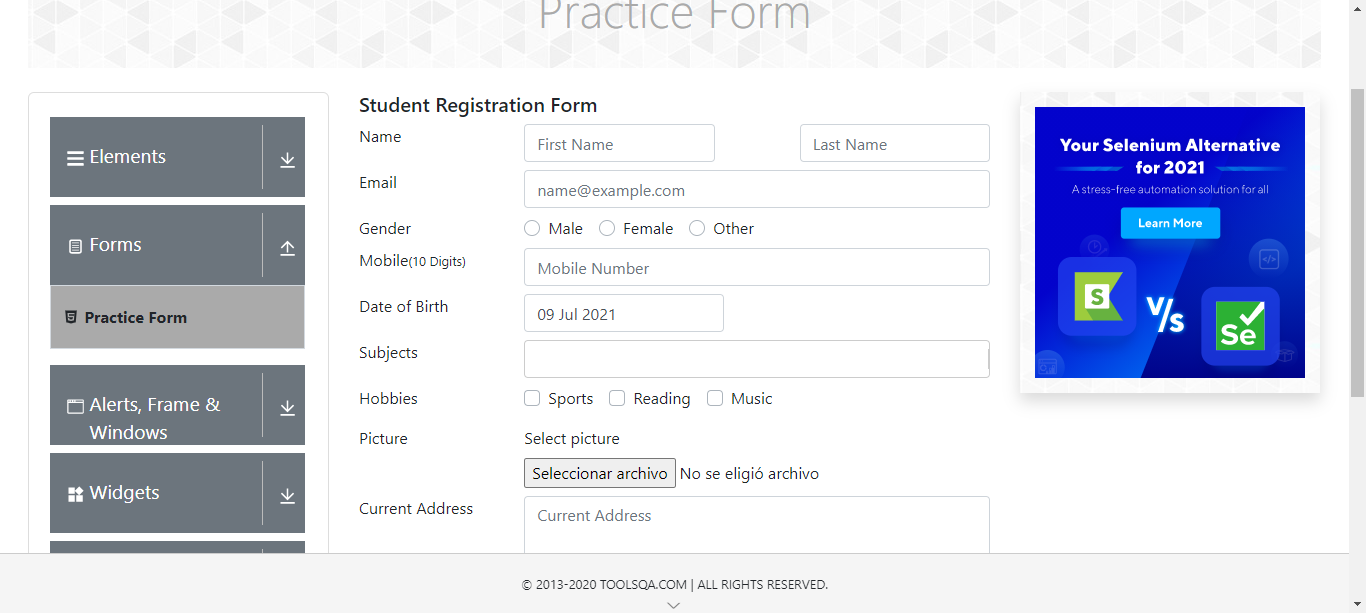 Practice Form
Elements
Forms
Practice Form
Alerts, Frame &
Windows
Widgets
Student Registration Form
Name
First Name
Last Name
Email
name@example.com
Gender
Male
Female
Other
Mobile(10 Digits)
Mobile Number
Date of Birth
09 Jul 2021
Subjects
Hobbies
Sports
Reading
Music
Picture
Select picture
Seleccionar archivo No se eligió archivo
Current Address
Current Address
Your Selenium Alternative
for 2021
A stress-free automation solution for all
Learn More
S
V/s
Se
© 2013-2020 TOOLSQA.COM | ALL RIGHTS RESERVED.